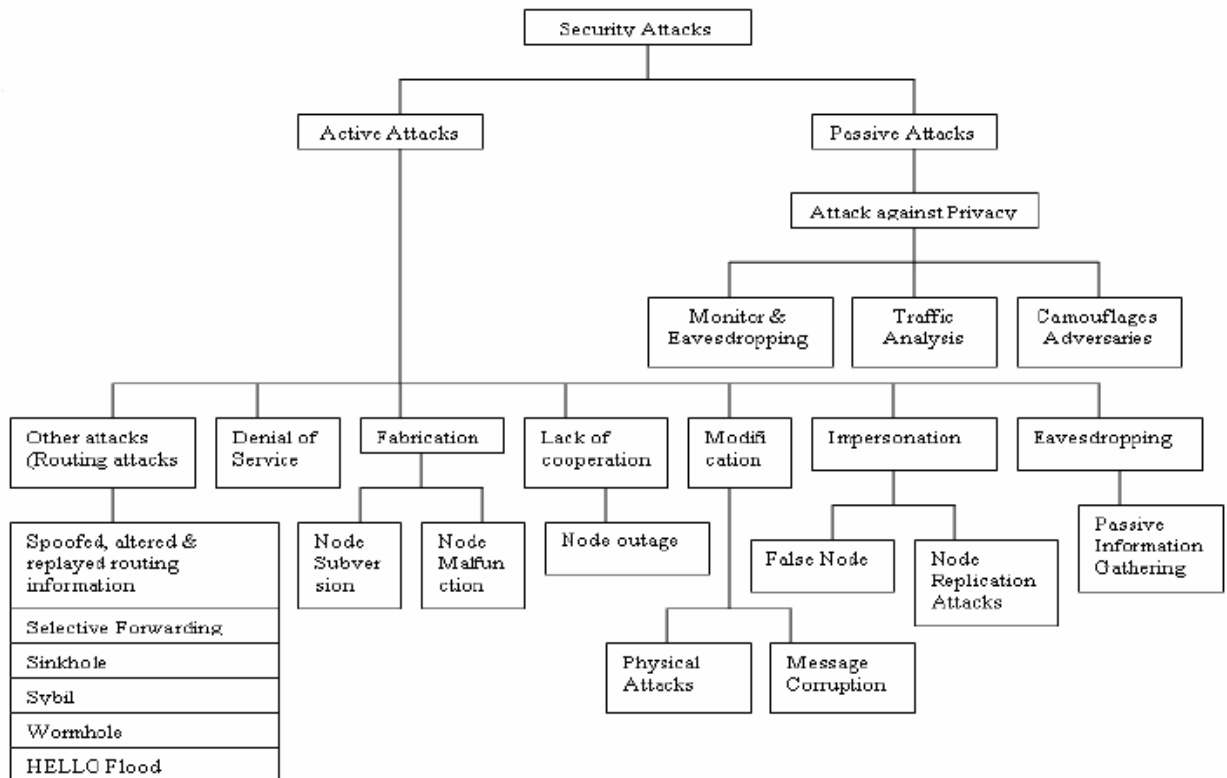 Security Attacks
Active Attacks
Passive Attacks
Attack against Privacy
Monitor &
Eavesdropping
Traffic
Analysis
Camouflages
Adversaries
Other attacks
(Routing attacks
Denial of
Service
Fabrication
Lack of
cooperation
Modifi
cation
Impersonation
Eavesdropping
Spoofed, altered &
replayed routing
information
Selective Forwarding
Sinkhole
Sybil
Wormhole
HELLO Flood
Node
Subver
sion
Node
Malfun
ction
Node outage
Physical
Attacks
Message
Corruption
False Node
Node
Replication
Attacks
Passive
Information
Gathering